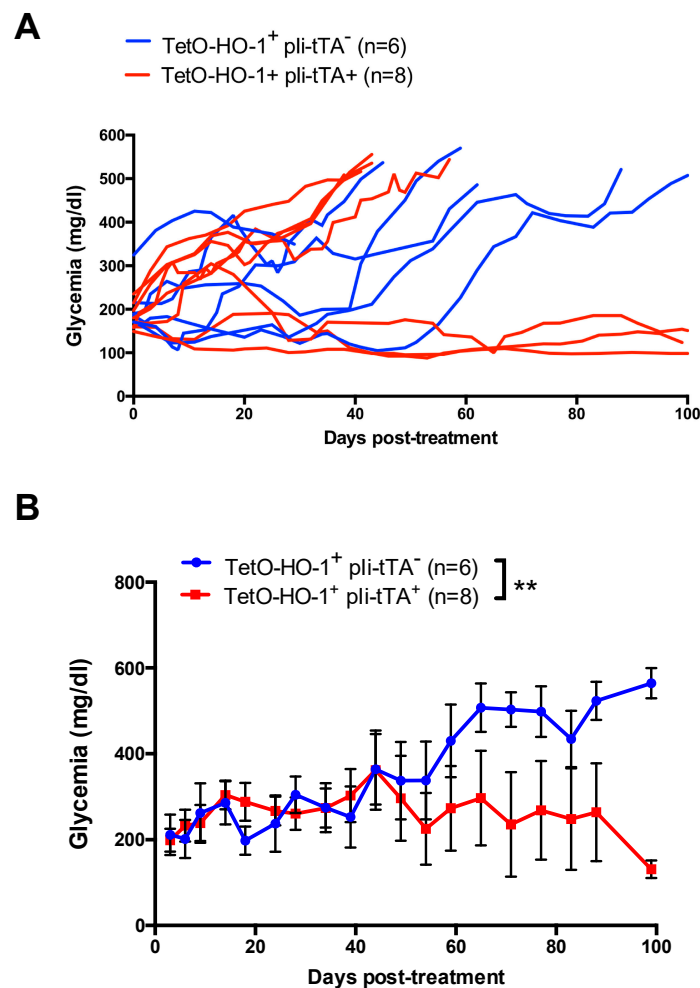 A
TetO-HO-1⁺ pli-tTA⁻ (n=6)
TetO-HO-1+ pli-tTA+ (n=8)
600
500
400
300
200
100
0
Glycemia (mg/dl)
0 20 40 60 80 100
Days post-treatment
B
TetO-HO-1⁺ pli-tTA⁻ (n=6)
TetO-HO-1⁺ pli-tTA⁺ (n=8)
**
800
600
400
200
0
Glycemia (mg/dl)
0 20 40 60 80 100
Days post-treatment